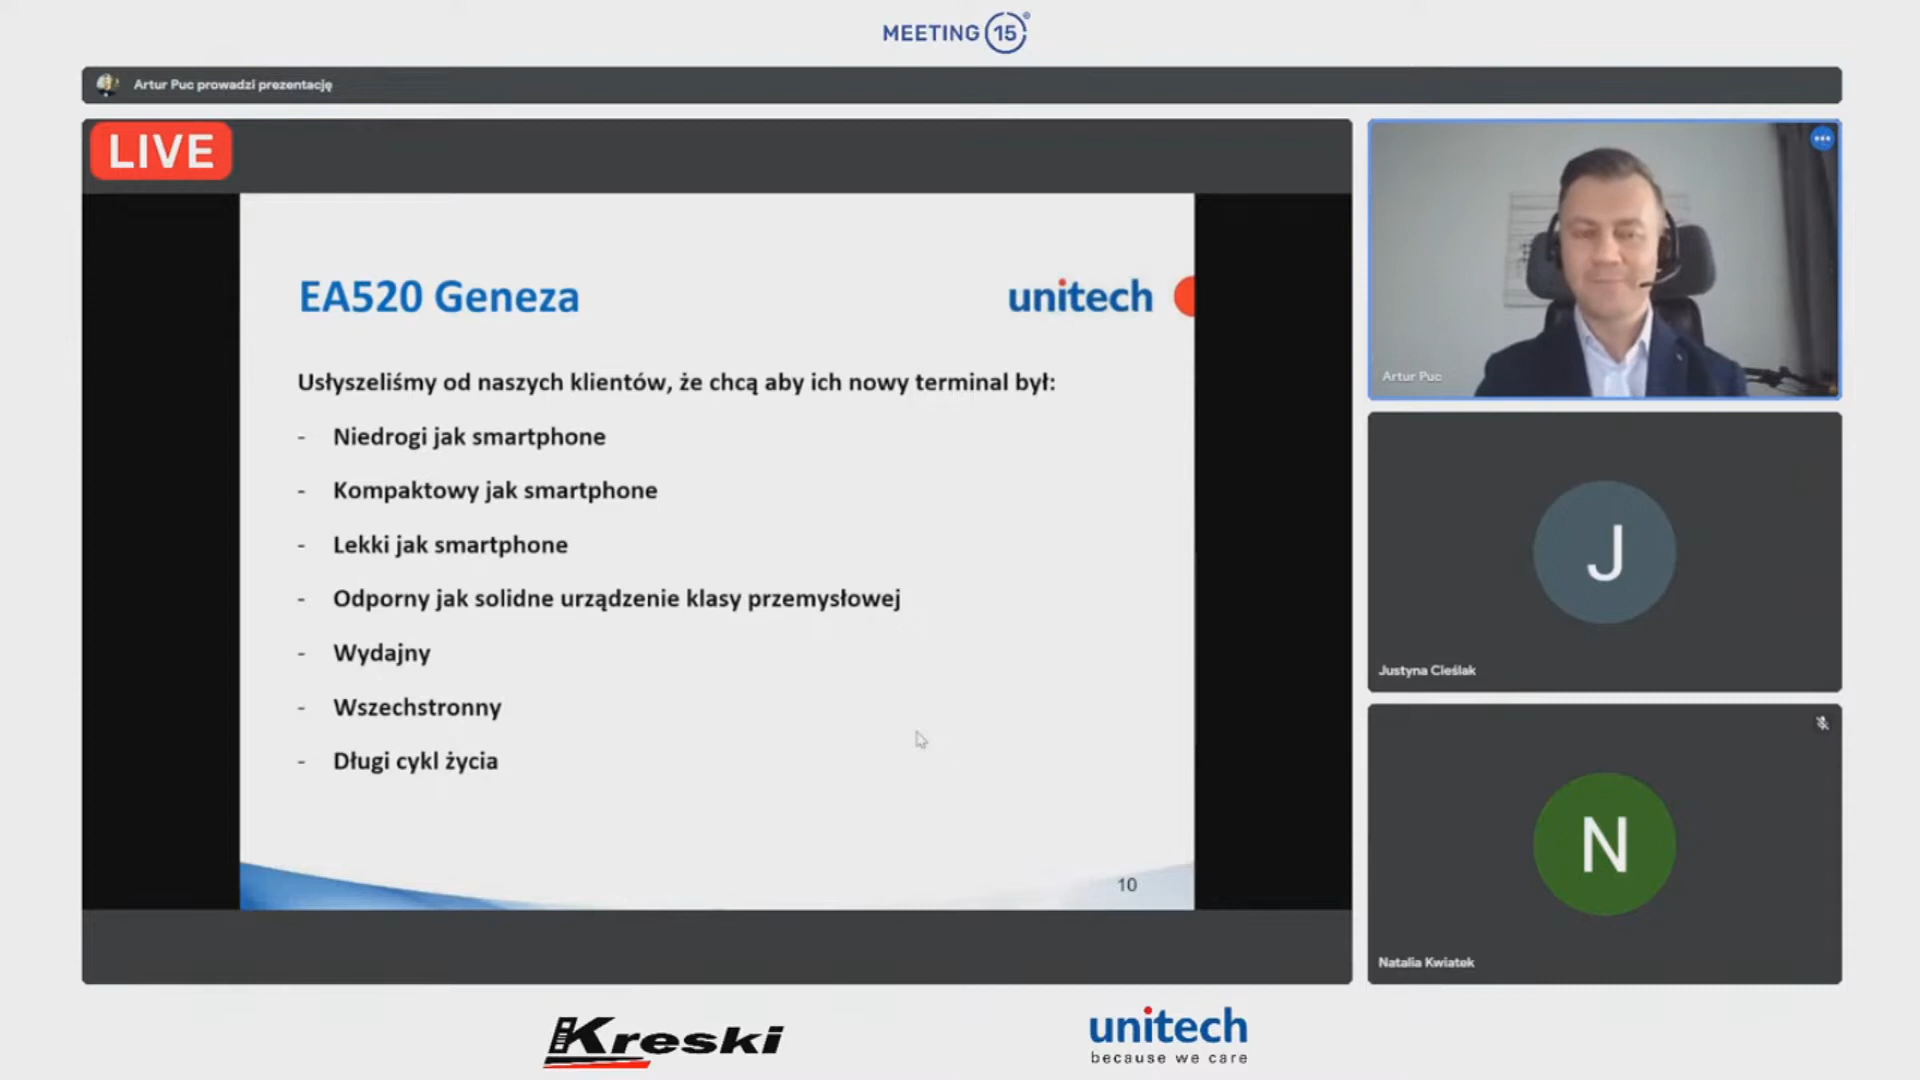 MEETING 15
Artur Puc prowadzi prezentację
LIVE
EA520 Geneza
unitech
Usłyszeliśmy od naszych klientów, że chcą aby ich nowy terminal był:
- Niedrogi jak smartphone
- Kompaktowy jak smartphone
- Lekki jak smartphone
- Odporny jak solidne urządzenie klasy przemysłowej
- Wydajny
- Wszechstronny
- Długi cykl życia
10
Artur Puc
J
Justyna Cieślak
N
Natalia Kwiatek
Kreski
unitech
because we care